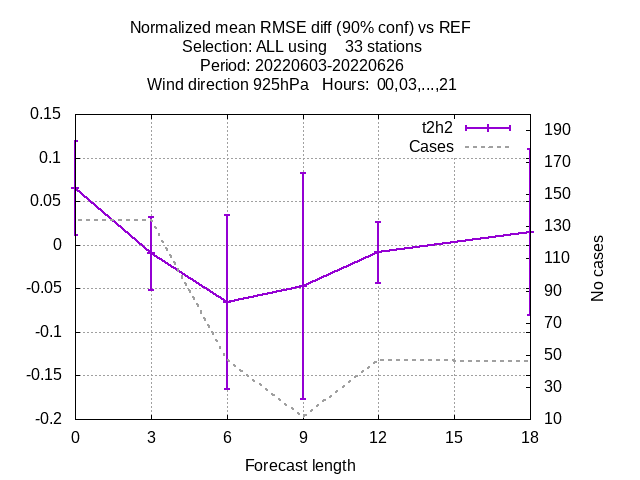 Normalized mean RMSE diff (90% conf) vs REF
Selection: ALL using    33 stations
Period: 20220603-20220626
Wind direction 925hPa   Hours:  00,03,...,21
t2h2
Cases
0.15
0.1
0.05
0
-0.05
-0.1
-0.15
-0.2
190
170
150
130
110
90
70
50
30
10
No cases
0 3 6 9 12 15 18
Forecast length